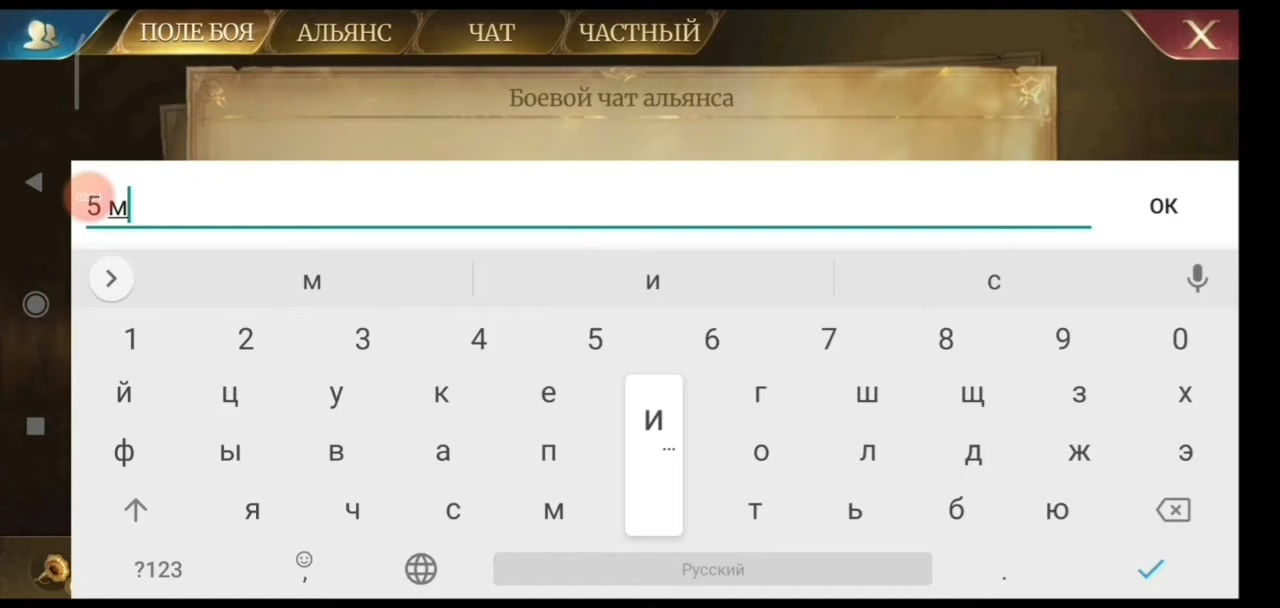 ПОЛЕ БОЯ АЛЬЯНС ЧАТ ЧАСТНЫЙ X
Боевой чат альянса
5 м ОК
м и с
1 2 3 4 5 6 7 8 9 0
й ц у к е г ш щ з х
и ...
ф ы в а п о л д ж э
я ч с м т ь б ю
?123 , Русский .